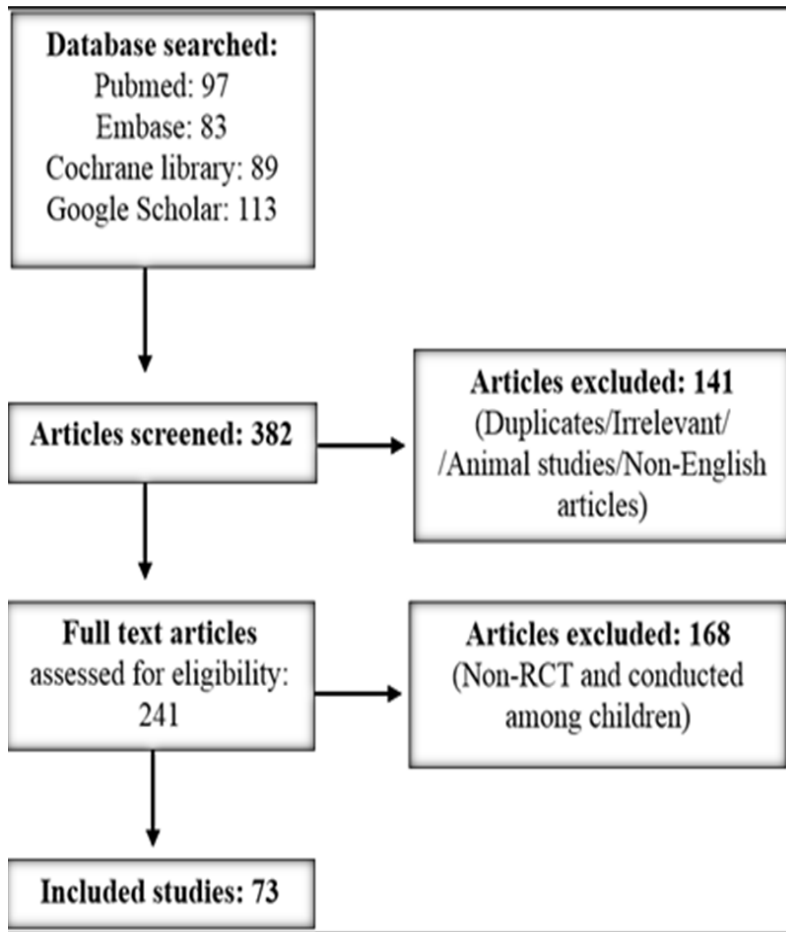 Database searched:
Pubmed: 97
Embase: 83
Cochrane library: 89
Google Scholar: 113
Articles screened: 382
Articles excluded: 141
(Duplicates/Irrelevant/
/Animal studies/Non-English
articles)
Full text articles
assessed for eligibility:
241
Articles excluded: 168
(Non-RCT and conducted
among children)
Included studies: 73